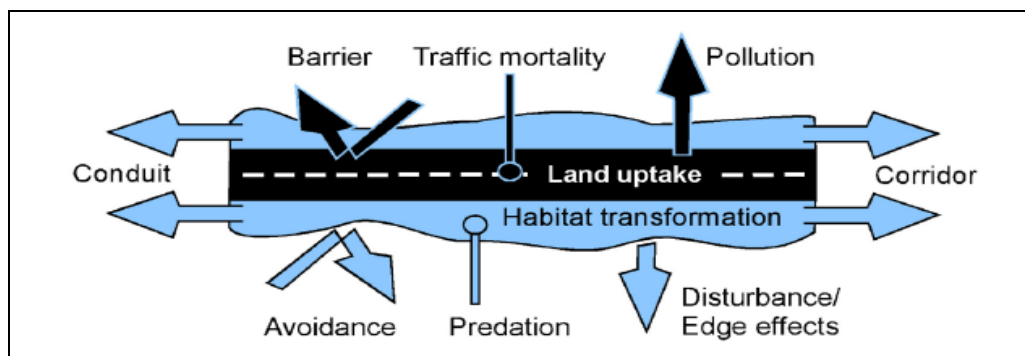 Barrier
Traffic mortality
Pollution
Conduit
Land uptake
Corridor
Habitat transformation
Avoidance
Predation
Disturbance/
Edge effects